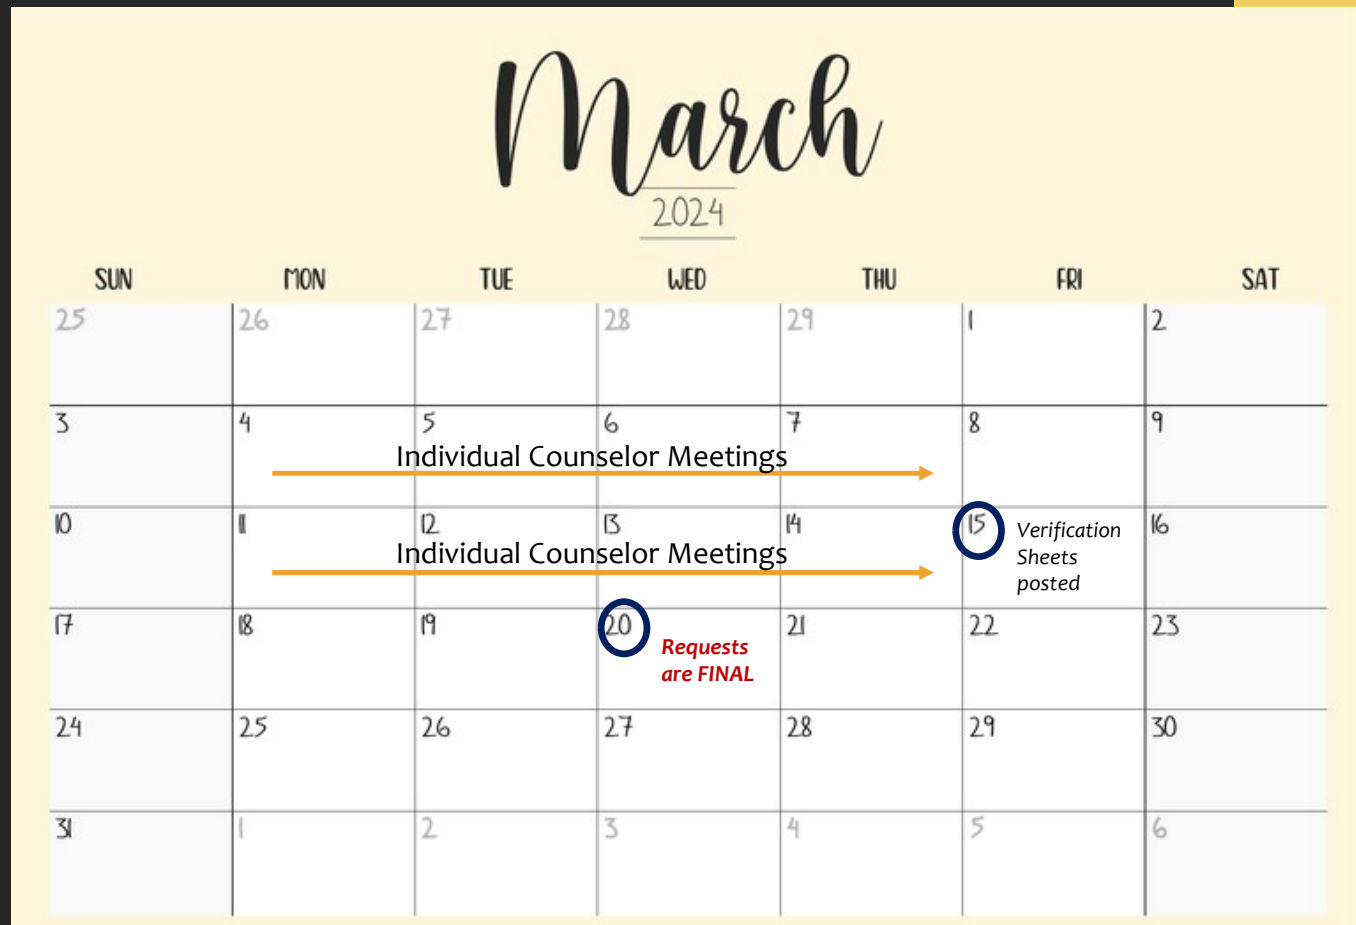 March
2024
SUN MON TUE WED THU FRI SAT
25 26 27 28 29 1 2
3 4 5 6 7 8 9
Individual Counselor Meetings
10 11 12 13 14 15 16
Individual Counselor Meetings
Verification
Sheets
posted
17 18 19 20 21 22 23
Requests
are FINAL
24 25 26 27 28 29 30
31 1 2 3 4 5 6